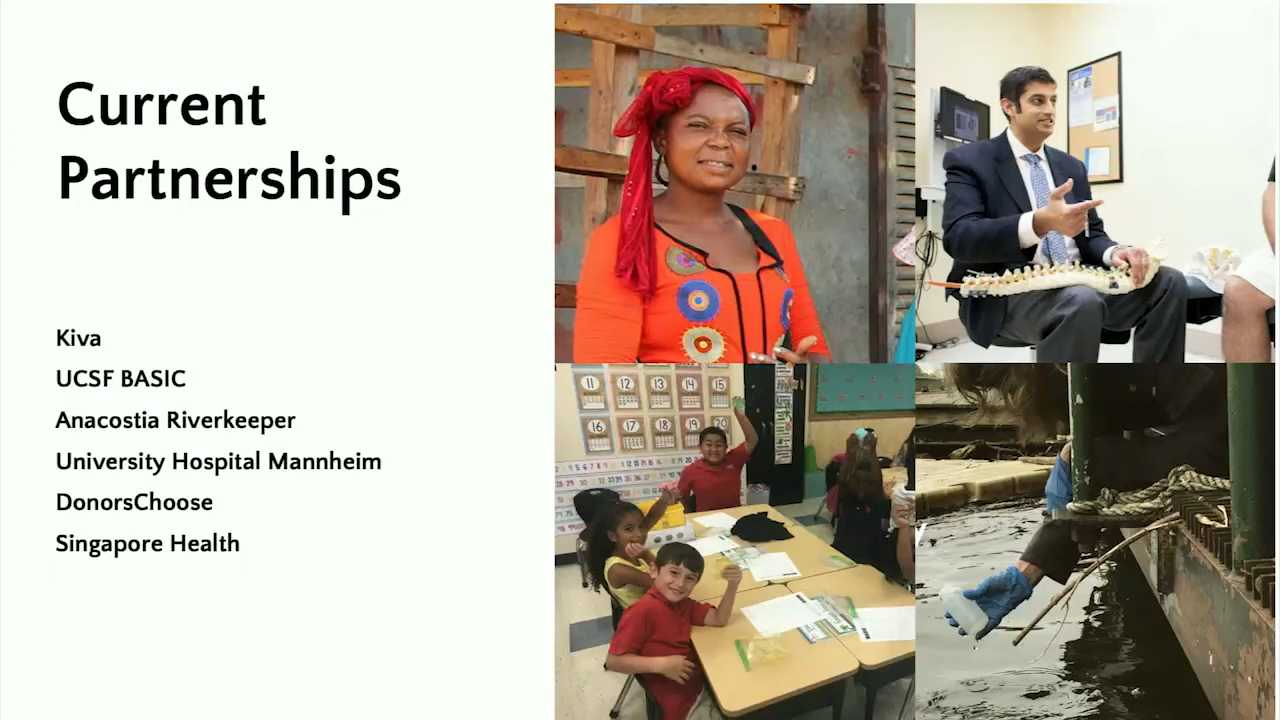 Current
Partnerships
Kiva
UCSF BASIC
Anacostia Riverkeeper
University Hospital Mannheim
DonorsChoose
Singapore Health
11 12 13 14 15
16 17 18 19 20